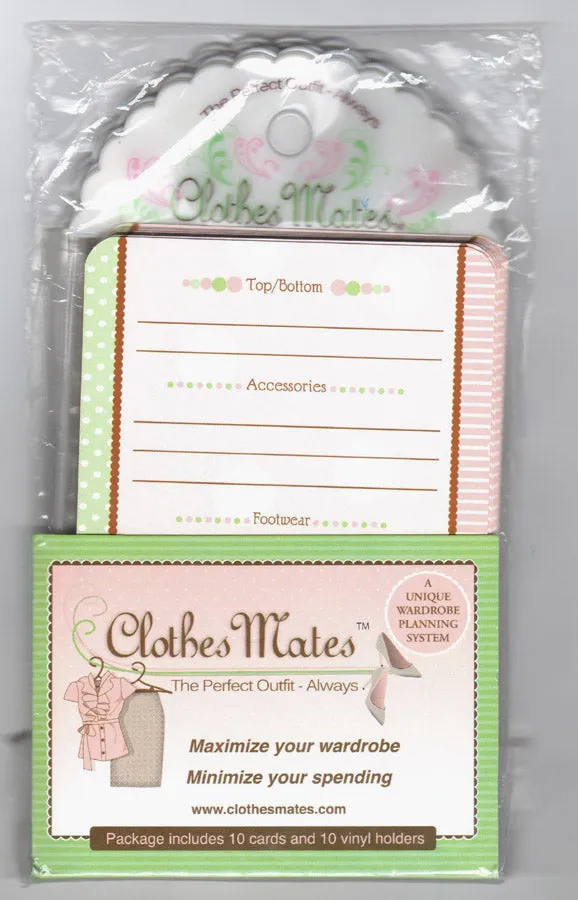 The Perfect Outfit - Always
Clothes Mates
Top/Bottom
Accessories
Footwear
A
UNIQUE
WARDROBE
PLANNING
SYSTEM
Clothes Mates™
The Perfect Outfit - Always
Maximize your wardrobe
Minimize your spending
www.clothesmates.com
Package includes 10 cards and 10 vinyl holders